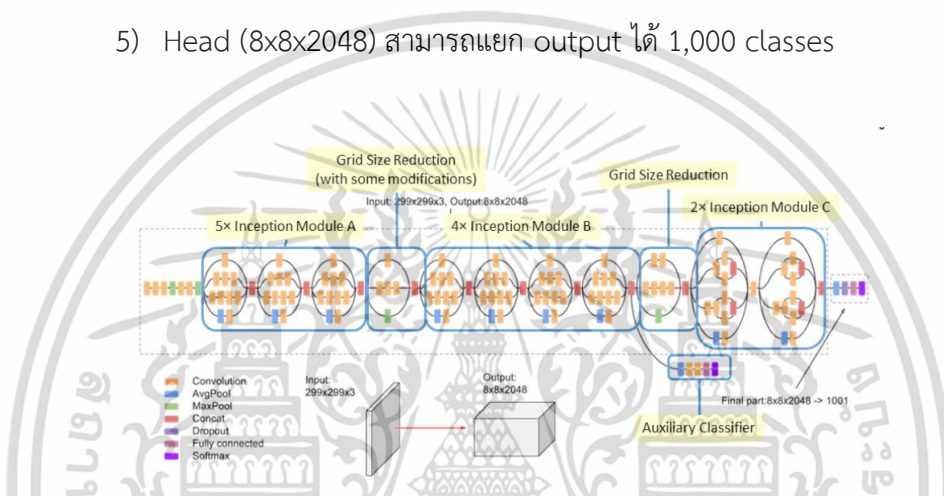 5) Head (8x8x2048) สามารถแยก output ได้ 1,000 classes
Grid Size Reduction
(with some modifications)
Grid Size Reduction
Input: 299x299x3, Output:8x8x2048
2× Inception Module C
5× Inception Module A
4× Inception Module B
Convolution
AvgPool
MaxPool
Concat
Dropout
Fully connected
Softmax
Input:
299x299x3
Output:
8x8x2048
Final part:8x8x2048 -> 1001
Auxiliary Classifier